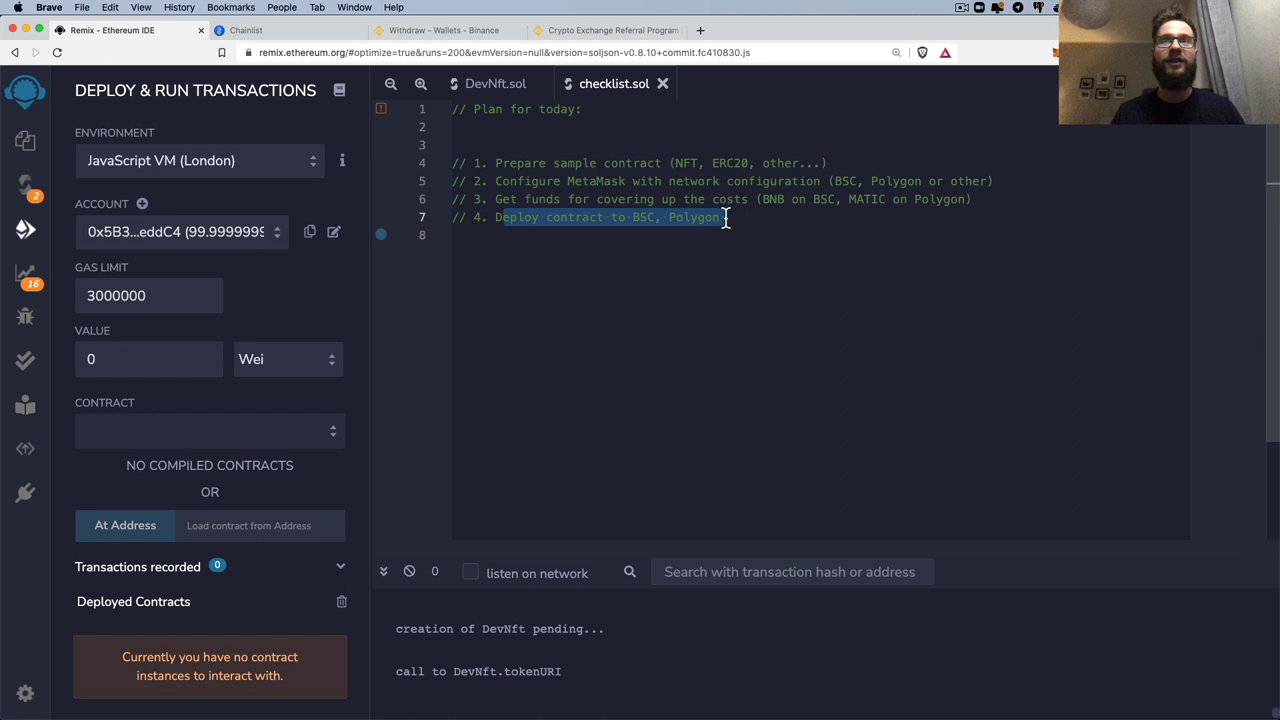 Brave File Edit View History Bookmarks People Tab Window Help
Remix - Ethereum IDE
Chainlist
Withdraw - Wallets - Binance
Crypto Exchange Referral Program
remix.ethereum.org/#optimize=true&runs=200&evmVersion=null&version=soljson-v0.8.10+commit.fc410830.js
DEPLOY & RUN TRANSACTIONS
ENVIRONMENT
JavaScript VM (London)
i
ACCOUNT
0x5B3...eddC4 (99.9999999
GAS LIMIT
3000000
VALUE
0
Wei
CONTRACT
NO COMPILED CONTRACTS
OR
At Address
Load contract from Address
Transactions recorded 0
Deployed Contracts
Currently you have no contract
instances to interact with.
2
16
DevNft.sol
checklist.sol
1 // Plan for today:
2
3
4 // 1. Prepare sample contract (NFT, ERC20, other...)
5 // 2. Configure MetaMask with network configuration (BSC, Polygon or other)
6 // 3. Get funds for covering up the costs (BNB on BSC, MATIC on Polygon)
7 // 4. Deploy contract to BSC, Polygon
8
0
listen on network
Search with transaction hash or address
creation of DevNft pending...
call to DevNft.tokenURI